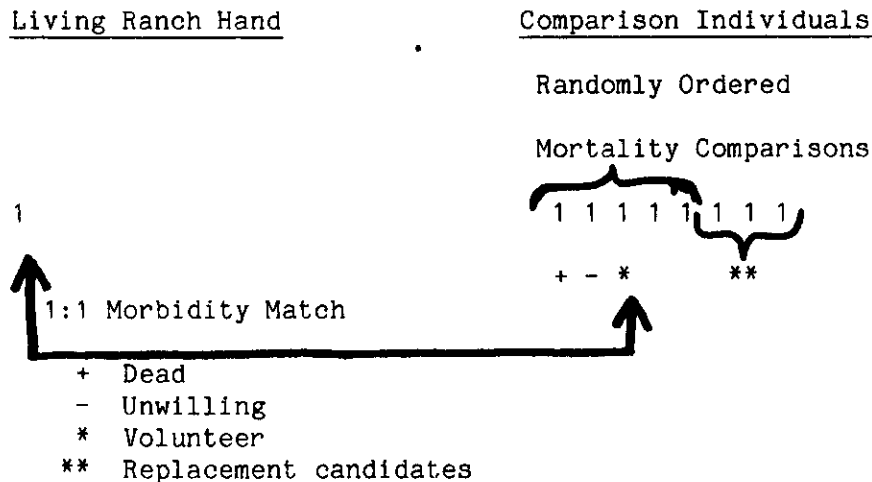 Living Ranch Hand Comparison Individuals
Randomly Ordered
Mortality Comparisons
1 1 1 1 1 1 1 1 1
+ - * **
1:1 Morbidity Match
+ Dead
- Unwilling
* Volunteer
** Replacement candidates